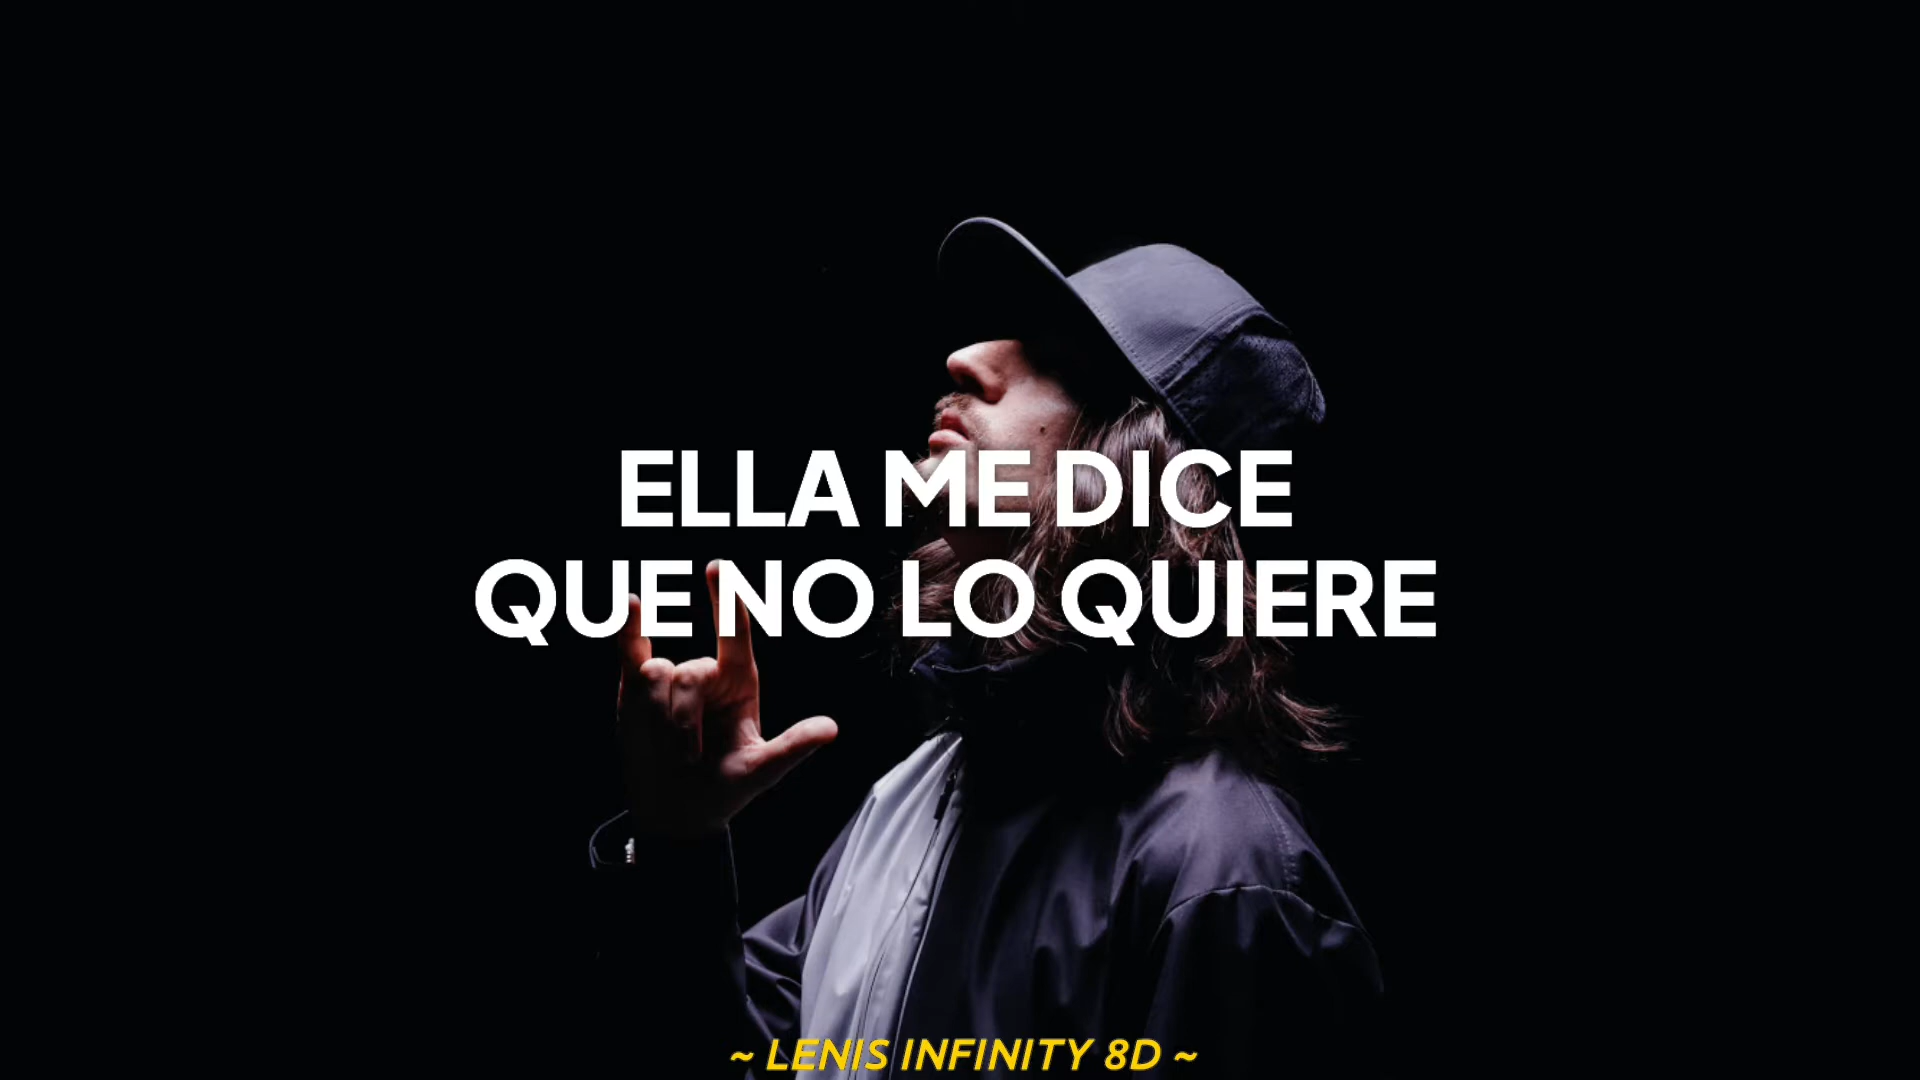 ELLA ME DICE
QUE NO LO QUIERE
~ LENIS INFINITY 8D ~